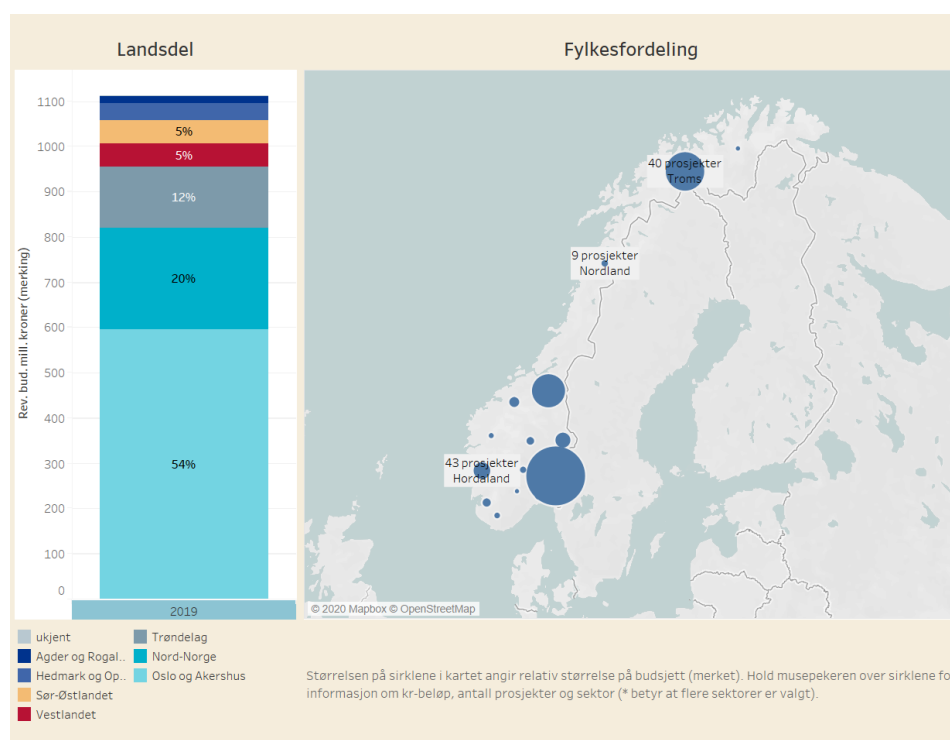 Landsdel
Fylkesfordeling
Rev. bud. mill. kroner (merking)
1100
1000
900
800
700
600
500
400
300
200
100
0
5%
5%
12%
20%
54%
2019
40 prosjekter
Troms
9 prosjekter
Nordland
43 prosjekter
Hordaland
© 2020 Mapbox © OpenStreetMap
ukjent
Agder og Rogal..
Hedmark og Op..
Sør-Østlandet
Vestlandet
Trøndelag
Nord-Norge
Oslo og Akershus
Størrelsen på sirklene i kartet angir relativ størrelse på budsjett (merket). Hold musepekeren over sirklene fo
informasjon om kr-beløp, antall prosjekter og sektor (* betyr at flere sektorer er valgt).